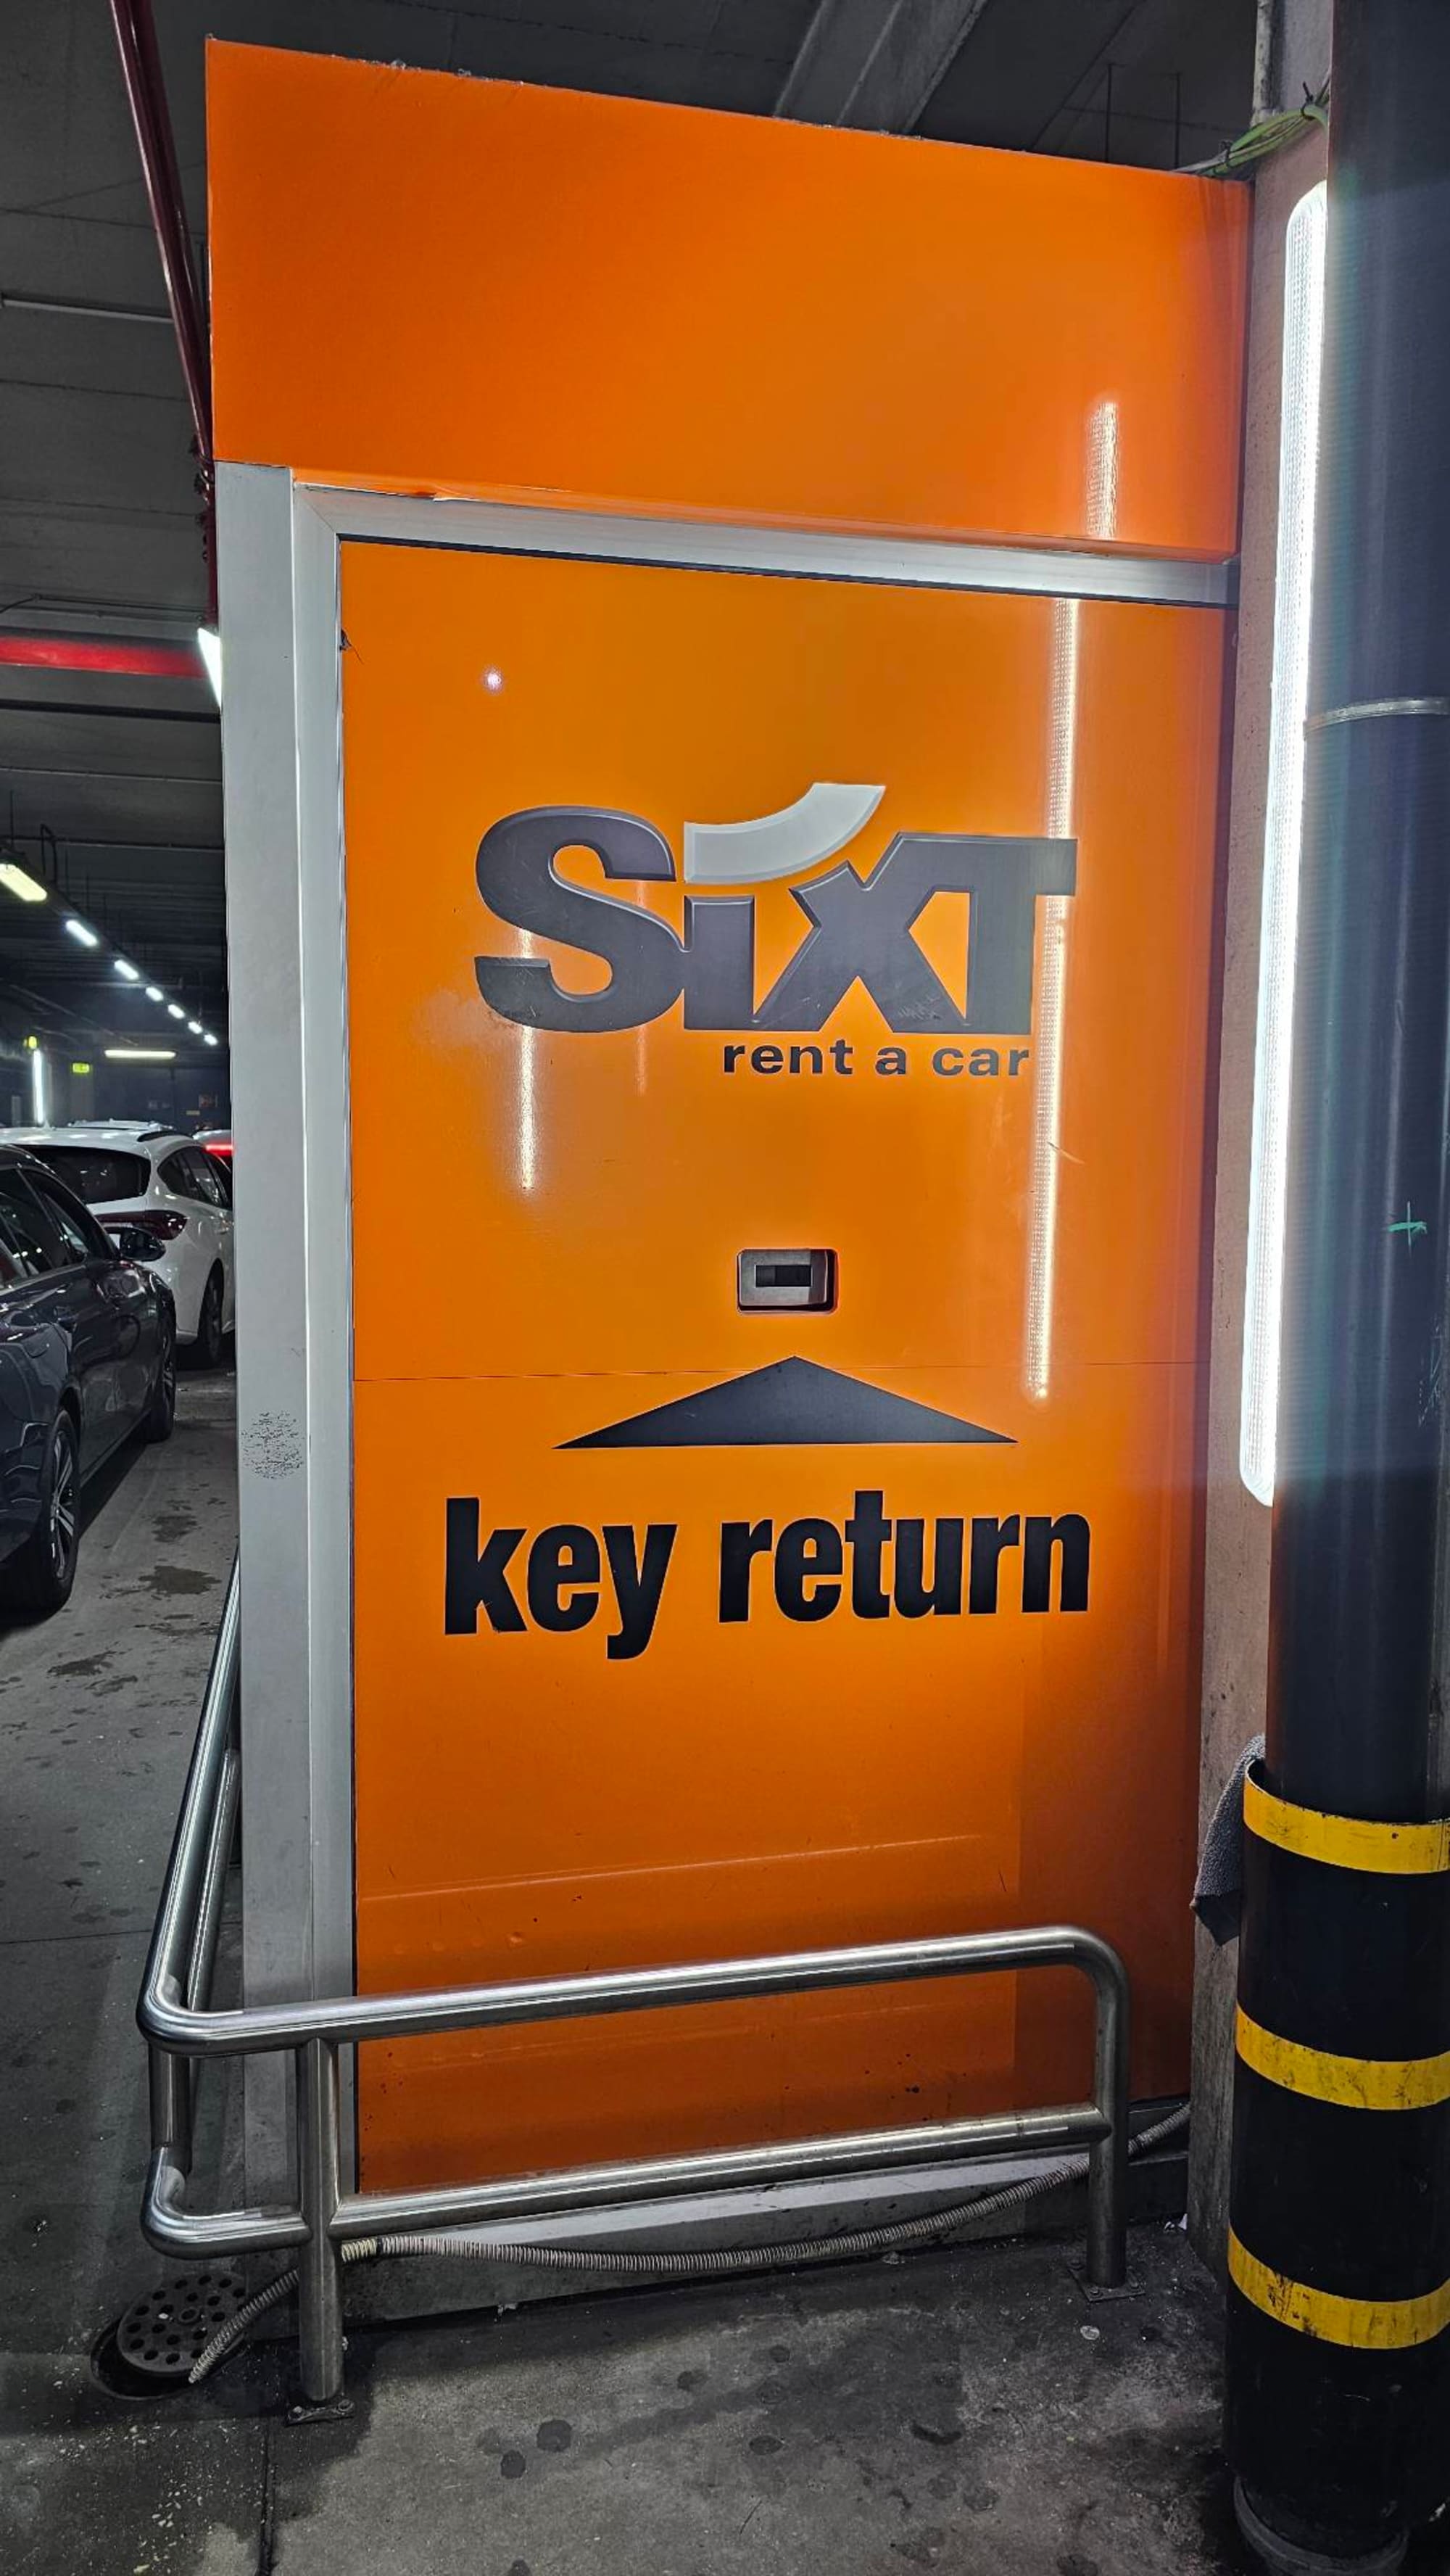 Sixt
rent a car
key return